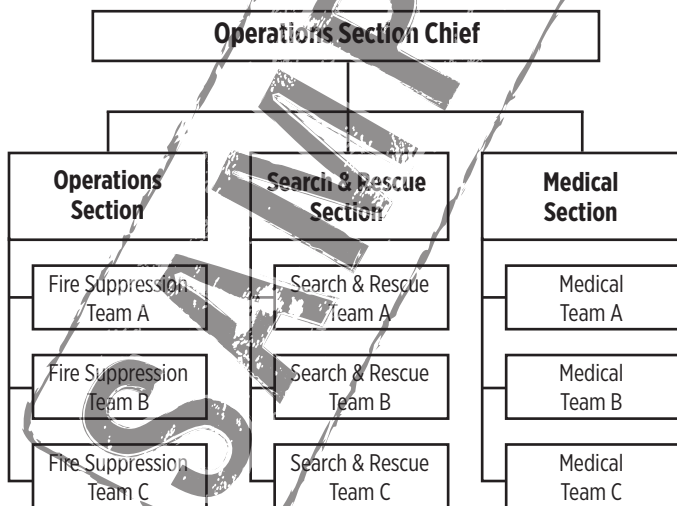 Operations Section Chief
Operations
Section
Search & Rescue
Section
Medical
Section
Fire Suppression
Team A
Search & Rescue
Team A
Medical
Team A
Fire Suppression
Team B
Search & Rescue
Team B
Medical
Team B
Fire Suppression
Team C
Search & Rescue
Team C
Medical
Team C
SAMP